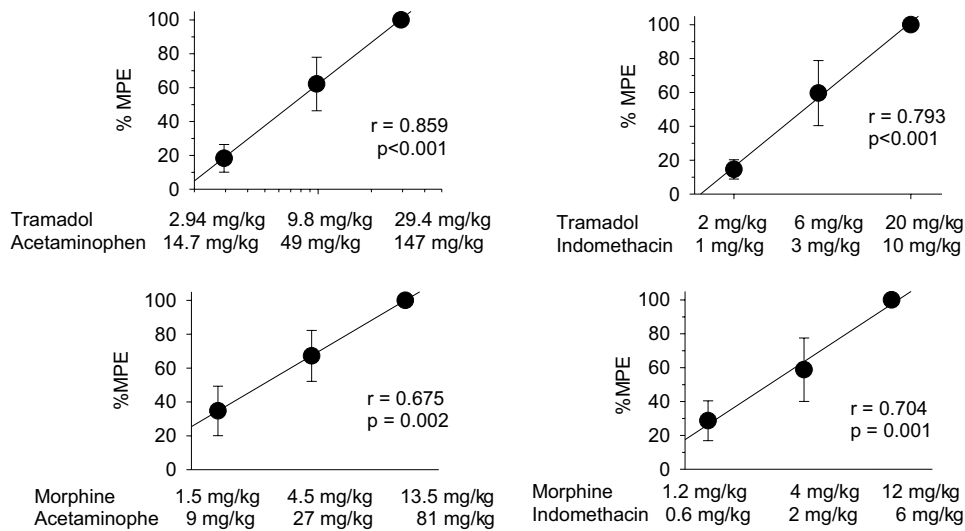 100
80
60
40
20
0
% MPE
r = 0.859
p<0.001
Tramadol 2.94 mg/kg 9.8 mg/kg 29.4 mg/kg
Acetaminophen 14.7 mg/kg 49 mg/kg 147 mg/kg
100
80
60
40
20
0
% MPE
r = 0.793
p<0.001
Tramadol 2 mg/kg 6 mg/kg 20 mg/kg
Indomethacin 1 mg/kg 3 mg/kg 10 mg/kg
100
80
60
40
20
0
%MPE
r = 0.675
p = 0.002
Morphine 1.5 mg/kg 4.5 mg/kg 13.5 mg/kg
Acetaminophe 9 mg/kg 27 mg/kg 81 mg/kg
100
80
60
40
20
0
%MPE
r = 0.704
p = 0.001
Morphine 1.2 mg/kg 4 mg/kg 12 mg/kg
Indomethacin 0.6 mg/kg 2 mg/kg 6 mg/kg